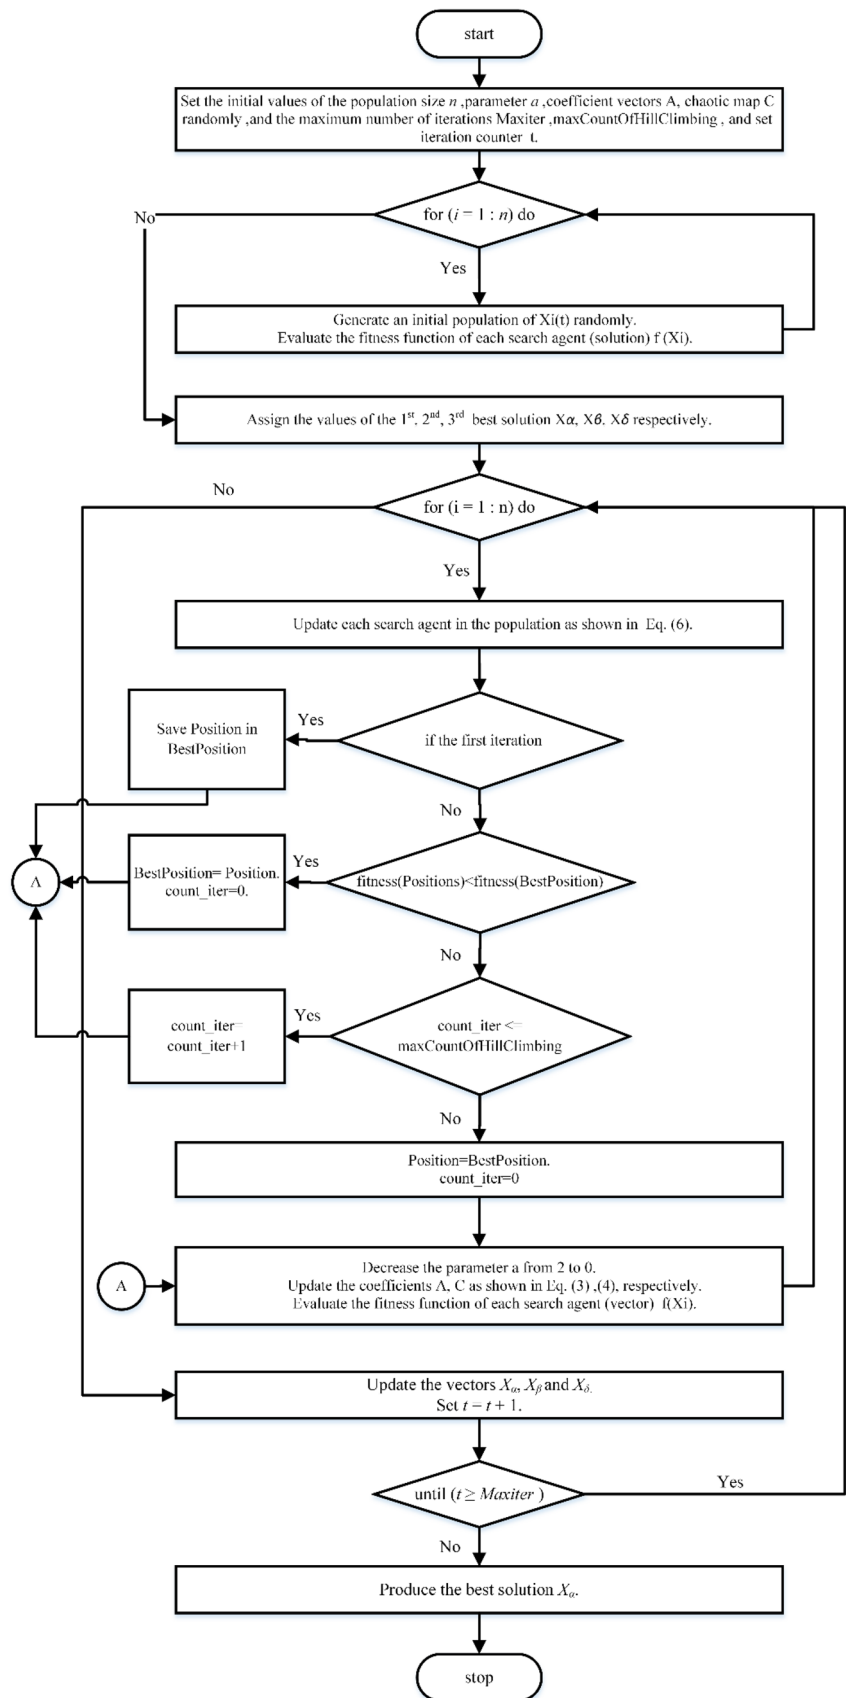 start
Set the initial values of the population size n ,parameter a ,coefficient vectors A, chaotic map C
randomly ,and the maximum number of iterations Maxiter ,maxCountOfHillClimbing , and set
iteration counter t.
for (i = 1 : n) do
No
Yes
Generate an initial population of Xi(t) randomly.
Evaluate the fitness function of each search agent (solution) f (Xi).
Assign the values of the 1st, 2nd, 3rd best solution Xα, Xβ, Xδ respectively.
No
for (i = 1 : n) do
Yes
Update each search agent in the population as shown in Eq. (6).
Save Position in
BestPosition
Yes
if the first iteration
No
A
BestPosition= Position.
count_iter=0.
Yes
fitness(Positions)<fitness(BestPosition)
No
count_iter=
count_iter+1
Yes
count_iter <=
maxCountOfHillClimbing
No
Position=BestPosition.
count_iter=0
A
Decrease the parameter a from 2 to 0.
Update the coefficients A, C as shown in Eq. (3) ,(4), respectively.
Evaluate the fitness function of each search agent (vector) f(Xi).
Update the vectors Xα, Xβ and Xδ.
Set t = t + 1.
until (t ≥ Maxiter )
Yes
No
Produce the best solution Xα.
stop